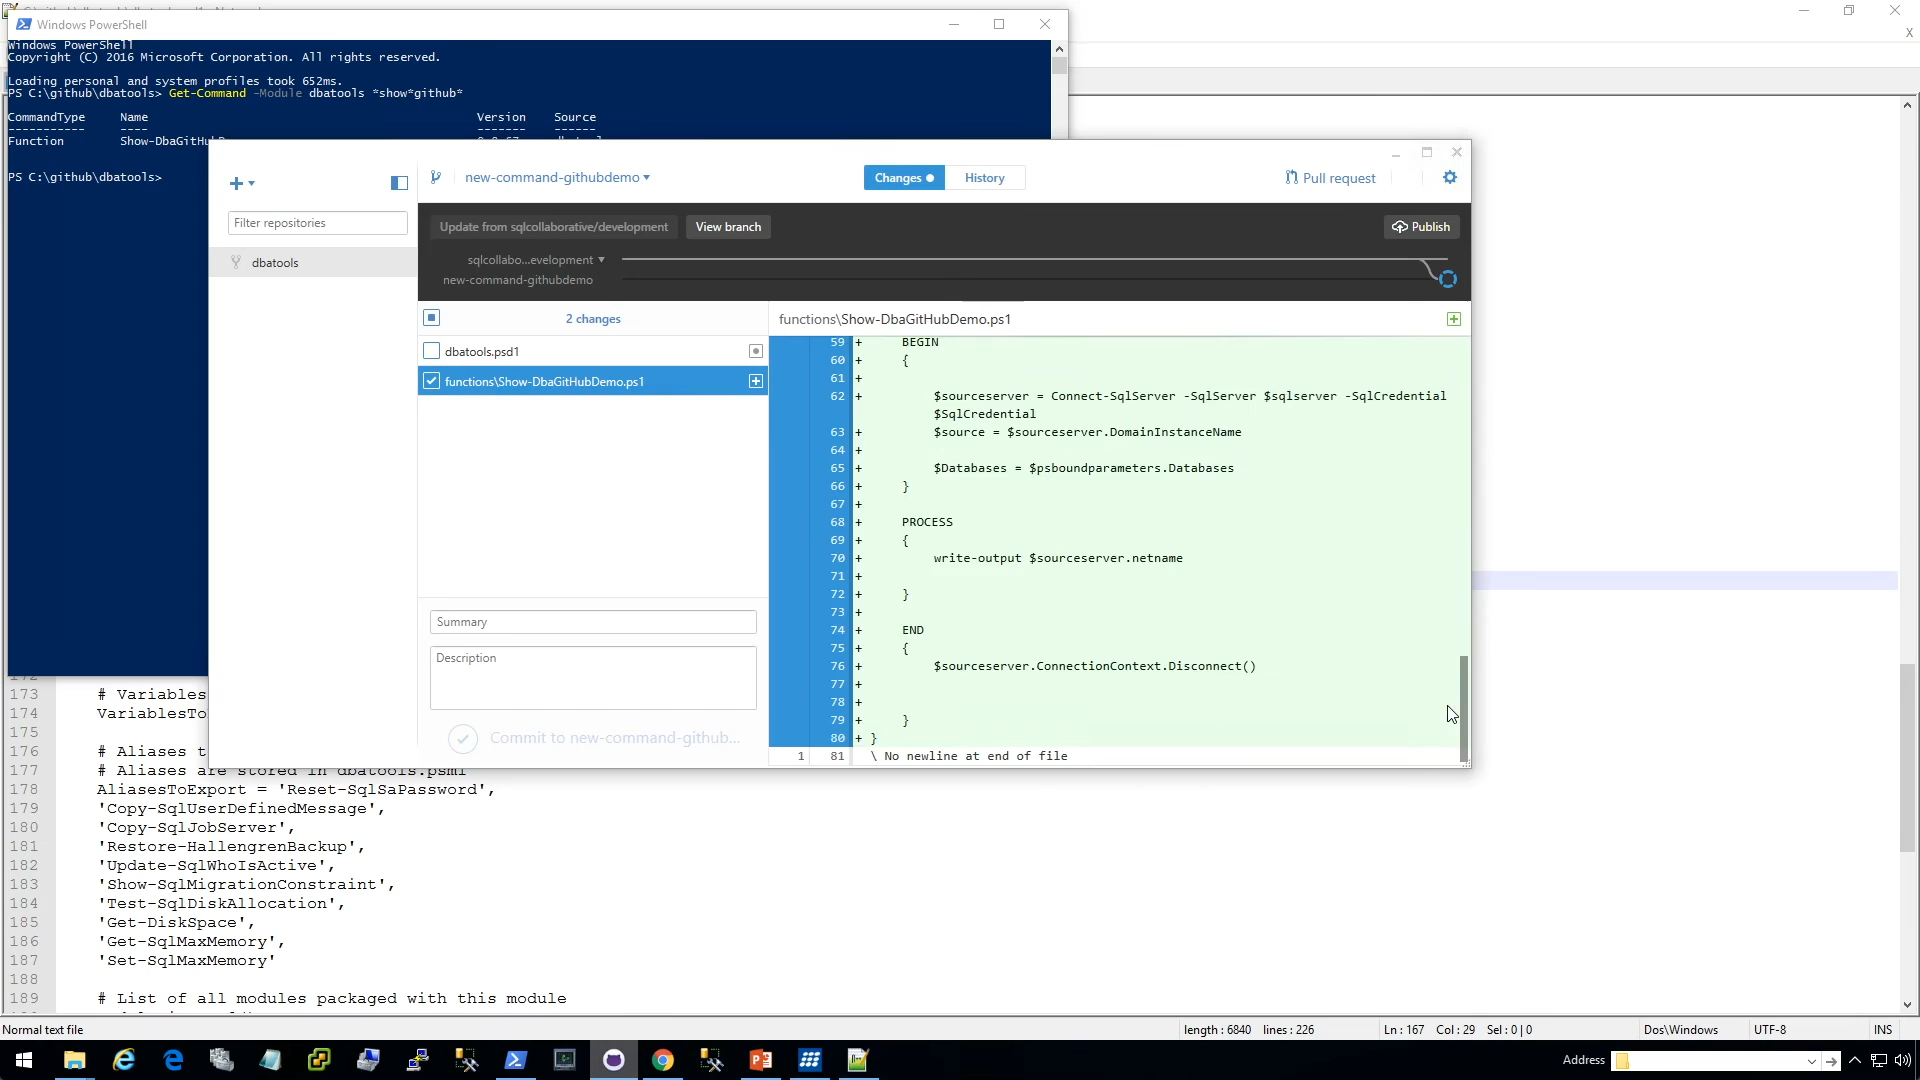 Windows PowerShell
Windows PowerShell
Copyright (C) 2016 Microsoft Corporation. All rights reserved.
Loading personal and system profiles took 652ms.
PS C:\github\dbatools> Get-Command -Module dbatools *show*github*
CommandType Name Version Source
----------- ---- ------- ------
Function Show-DbaGitHubD
PS C:\github\dbatools>
X
new-command-githubdemo
Changes
History
Pull request
Filter repositories
dbatools
Update from sqlcollaborative/development
View branch
Publish
sqlcollabo...evelopment
new-command-githubdemo
2 changes
dbatools.psd1
functions\Show-DbaGitHubDemo.ps1
Summary
Description
Commit to new-command-github...
functions\Show-DbaGitHubDemo.ps1
59 + BEGIN
60 + {
61 +
62 + $sourceserver = Connect-SqlServer -SqlServer $sqlserver -SqlCredential
$SqlCredential
63 + $source = $sourceserver.DomainInstanceName
64 +
65 + $Databases = $psboundparameters.Databases
66 + }
67 +
68 + PROCESS
69 + {
70 + write-output $sourceserver.netname
71 +
72 + }
73 +
74 + END
75 + {
76 + $sourceserver.ConnectionContext.Disconnect()
77 +
78 +
79 + }
80 + }
1 81 \ No newline at end of file
173 # Variables
174 VariablesTo
175
176 # Aliases t
177 # Aliases are stored in dbatools.psm1
178 AliasesToExport = 'Reset-SqlSaPassword',
179 'Copy-SqlUserDefinedMessage',
180 'Copy-SqlJobServer',
181 'Restore-HallengrenBackup',
182 'Update-SqlWhoIsActive',
183 'Show-SqlMigrationConstraint',
184 'Test-SqlDiskAllocation',
185 'Get-DiskSpace',
186 'Get-SqlMaxMemory',
187 'Set-SqlMaxMemory'
188
189 # List of all modules packaged with this module
Normal text file
length : 6840 lines : 226
Ln : 167 Col : 29 Sel : 0 | 0
Dos\Windows
UTF-8
INS
Address